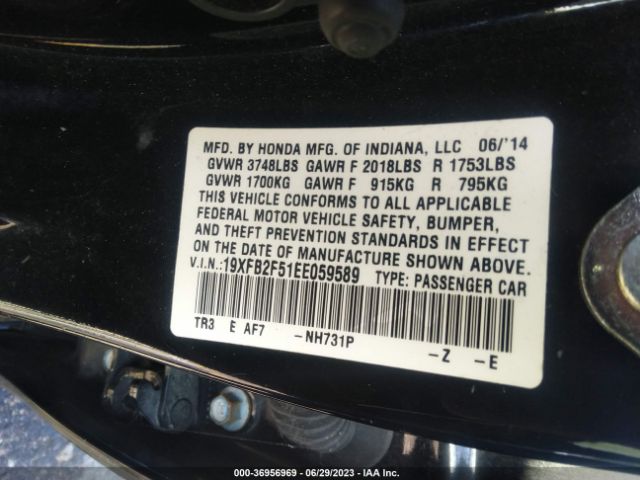 MFD. BY HONDA MFG. OF INDIANA, LLC 06/'14
GVWR 3748LBS GAWR F 2018LBS R 1753LBS
GVWR 1700KG GAWR F 915KG R 795KG
THIS VEHICLE CONFORMS TO ALL APPLICABLE
FEDERAL MOTOR VEHICLE SAFETY, BUMPER,
AND THEFT PREVENTION STANDARDS IN EFFECT
ON THE DATE OF MANUFACTURE SHOWN ABOVE.
V.I.N.:19XFB2F51EE059589 TYPE: PASSENGER CAR
TR3 E AF7 -NH731P -Z -E
000-36956969 | 06/29/2023 | IAA Inc.